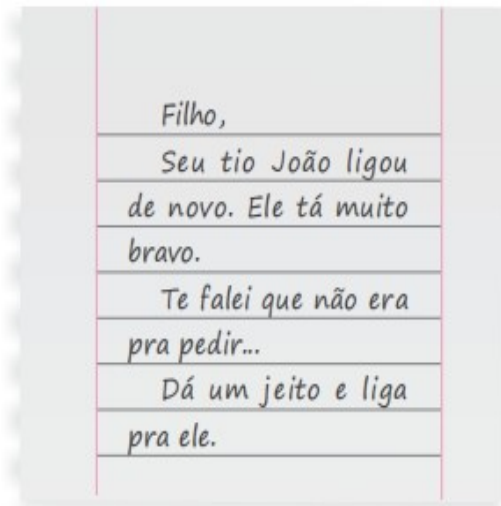 Filho,
Seu tio João ligou
de novo. Ele tá muito
bravo.
Te falei que não era
pra pedir...
Dá um jeito e liga
pra ele.